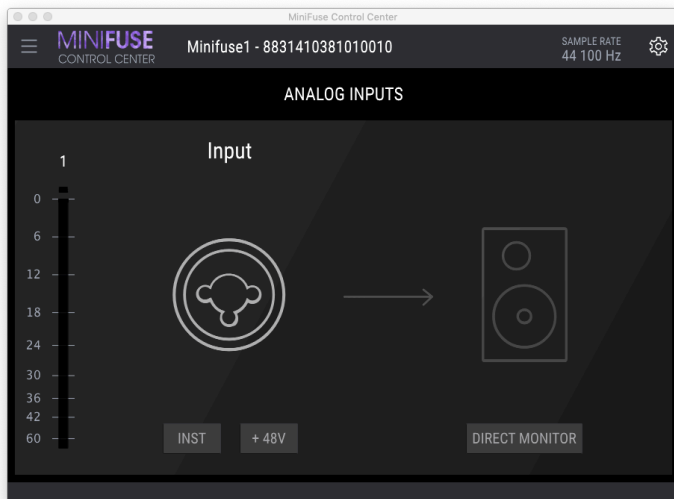 MiniFuse Control Center
MINIFUSE
CONTROL CENTER
Minifuse1 - 8831410381010010
SAMPLE RATE
44 100 Hz
ANALOG INPUTS
1
Input
0
6
12
18
24
30
36
42
60
INST
+ 48V
DIRECT MONITOR